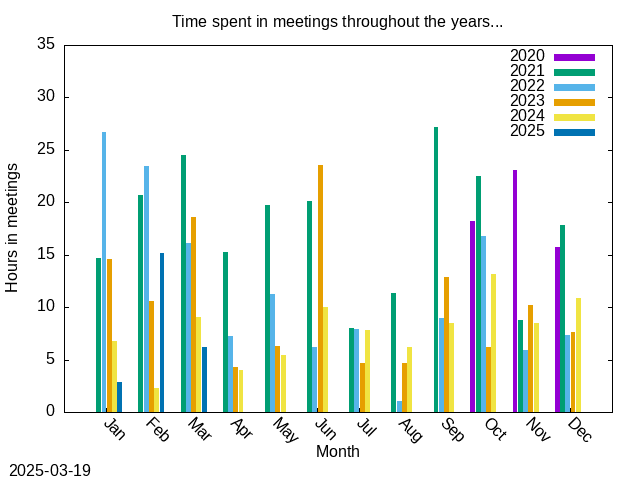 Time spent in meetings throughout the years...
35
30
25
20
15
10
5
0
Hours in meetings
2020
2021
2022
2023
2024
2025
Jan
Feb
Mar
Apr
May
Jun
Jul
Aug
Sep
Oct
Nov
Dec
Month
2025-03-19